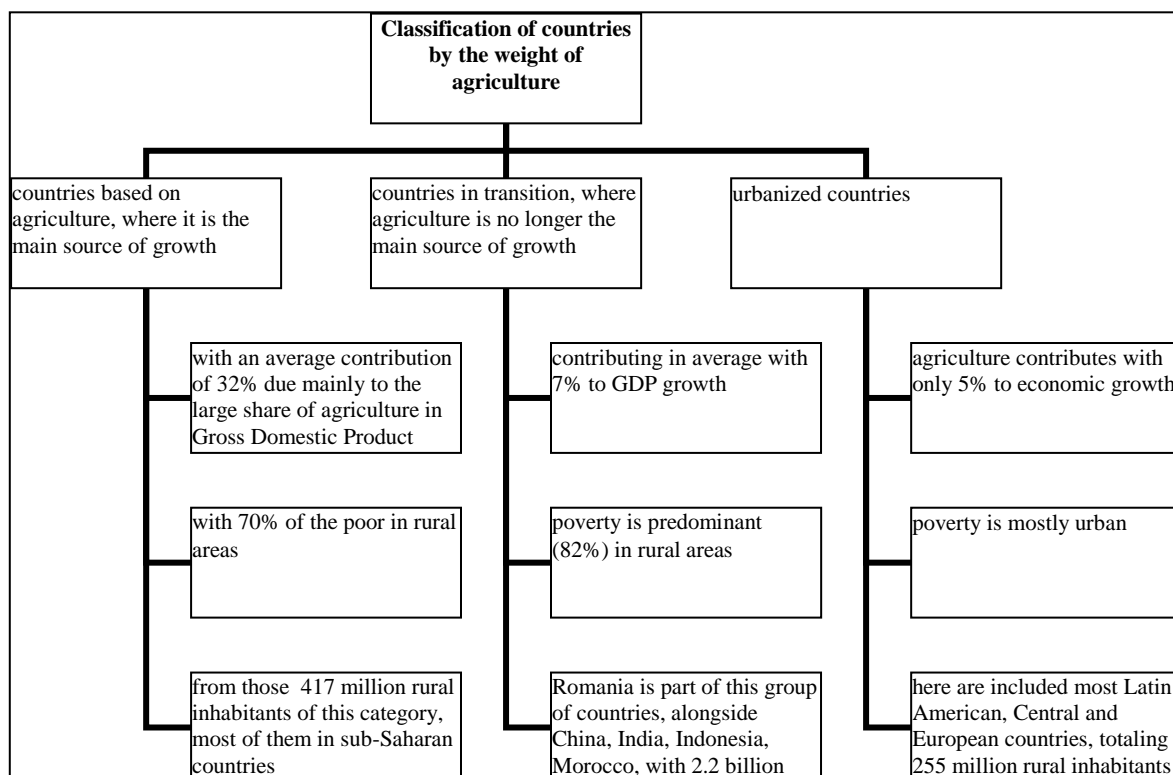 Classification of countries
by the weight of
agriculture
countries based on
agriculture, where it is the
main source of growth
with an average contribution
of 32% due mainly to the
large share of agriculture in
Gross Domestic Product
with 70% of the poor in rural
areas
from those 417 million rural
inhabitants of this category,
most of them in sub-Saharan
countries
countries in transition, where
agriculture is no longer the
main source of growth
contributing in average with
7% to GDP growth
poverty is predominant
(82%) in rural areas
Romania is part of this group
of countries, alongside
China, India, Indonesia,
Morocco, with 2.2 billion
urbanized countries
agriculture contributes with
only 5% to economic growth
poverty is mostly urban
here are included most Latin
American, Central and
European countries, totaling
255 million rural inhabitants